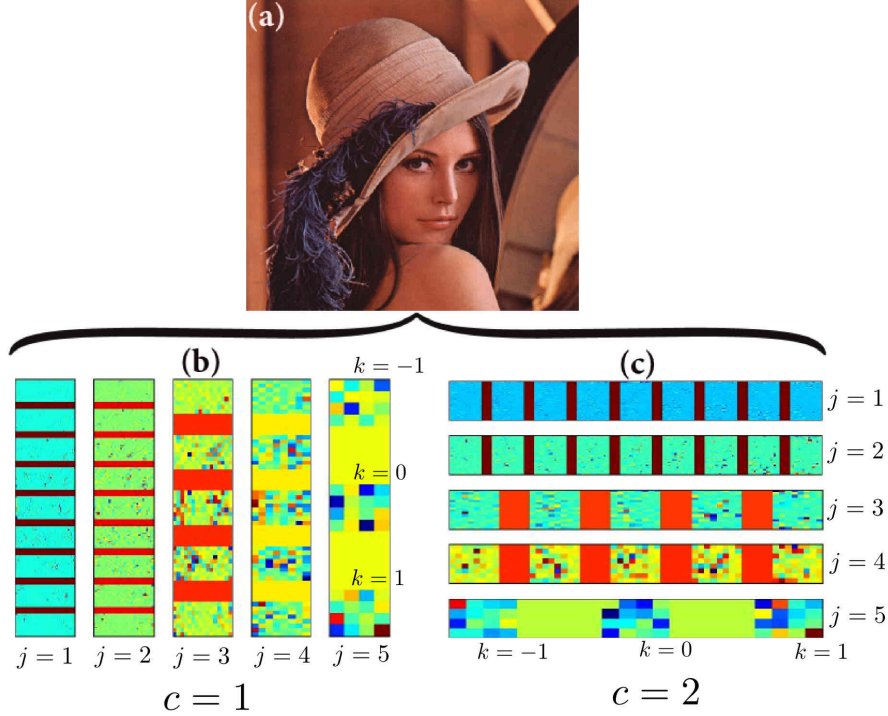 (a)
(b)
k = −1
k = 0
k = 1
j = 1
j = 2
j = 3
j = 4
j = 5
c = 1
(c)
j = 1
j = 2
j = 3
j = 4
j = 5
k = −1
k = 0
k = 1
c = 2